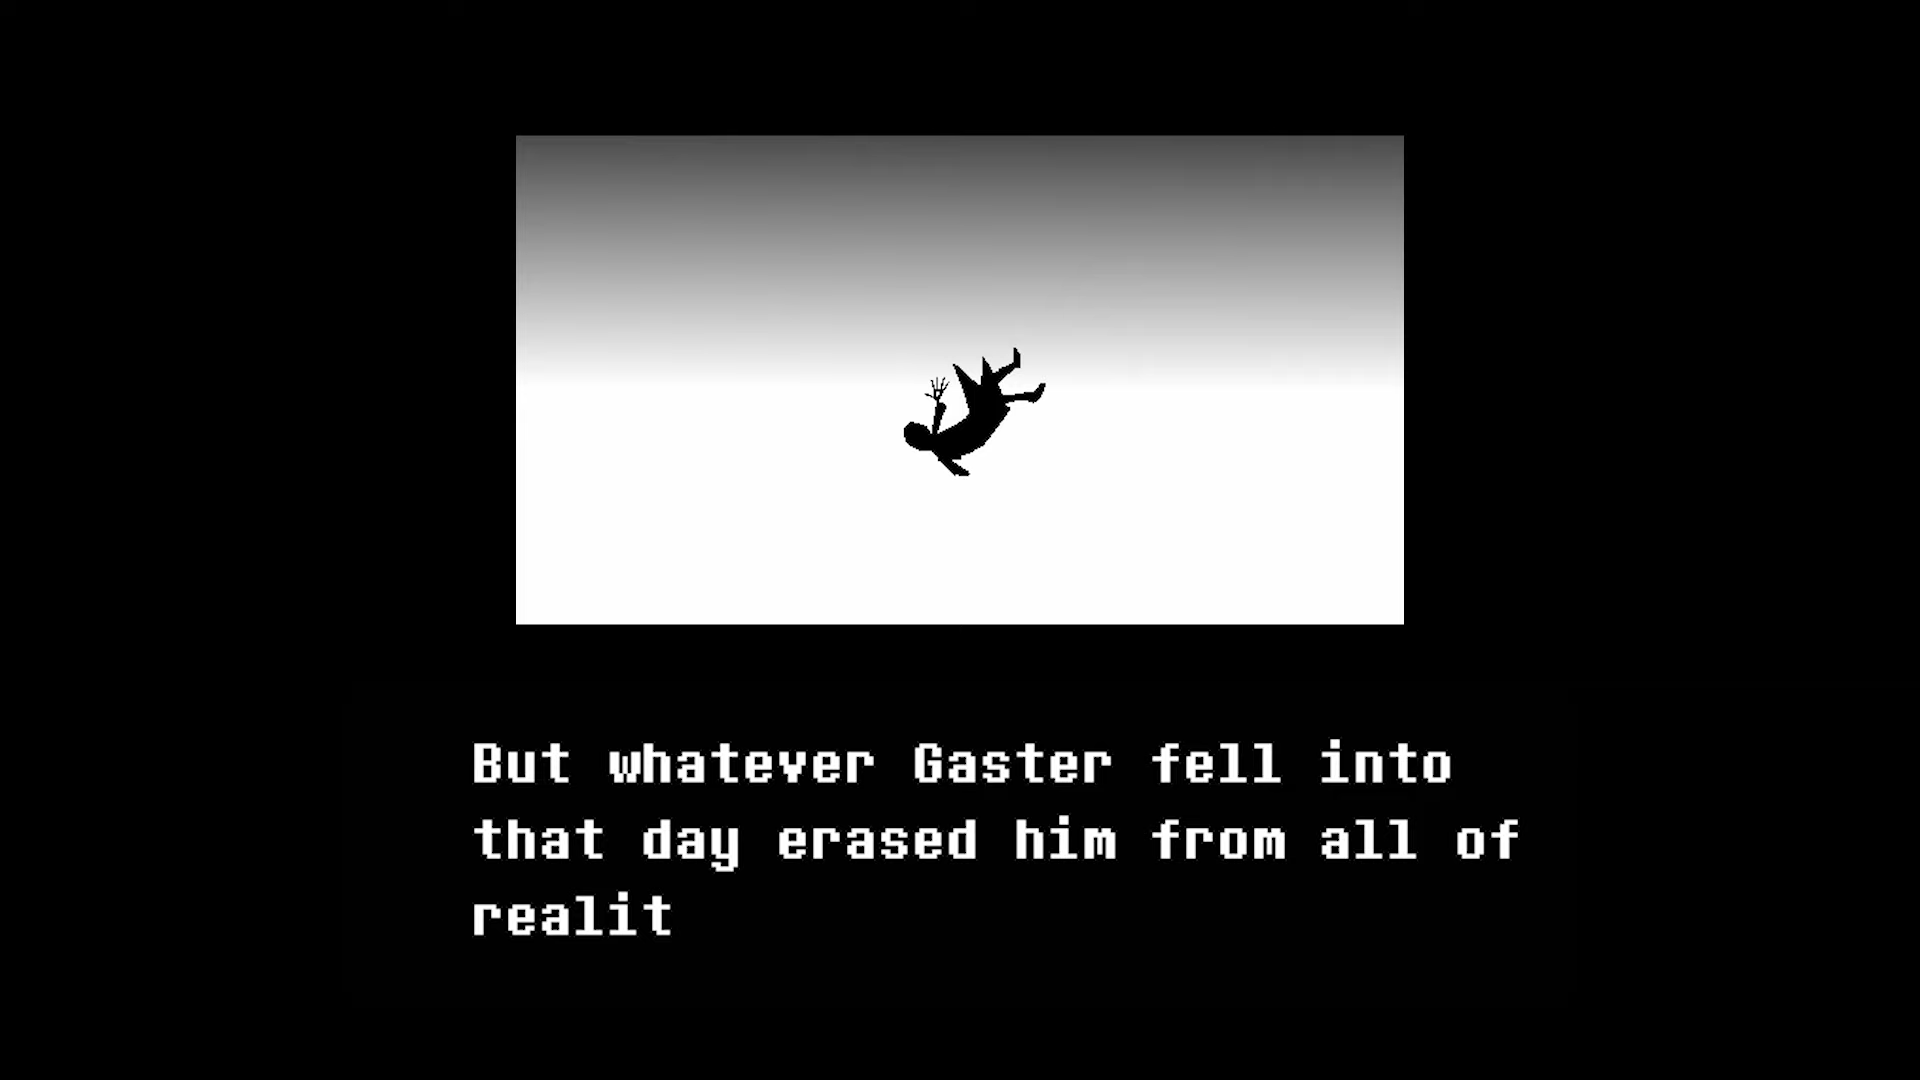 But whatever Gaster fell into
that day erased him from all of
realit